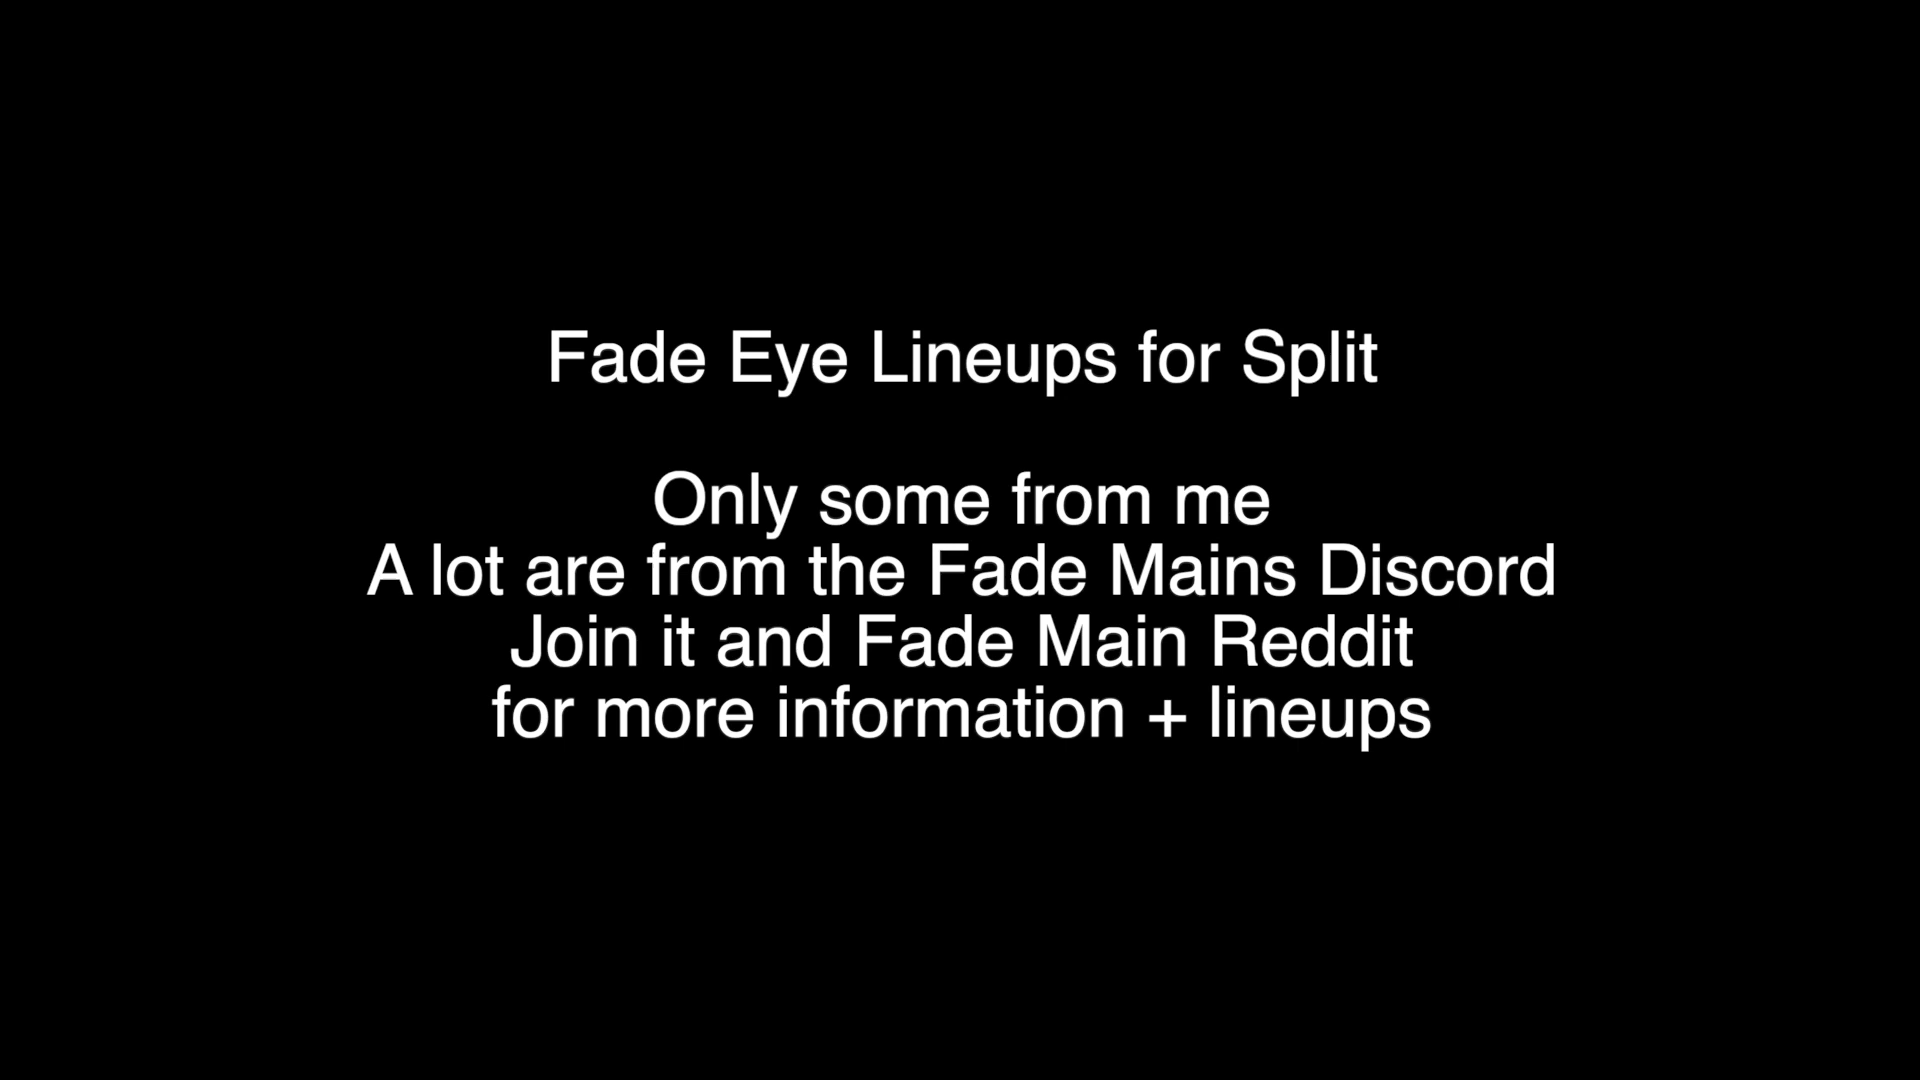 Fade Eye Lineups for Split
Only some from me
A lot are from the Fade Mains Discord
Join it and Fade Main Reddit
for more information + lineups